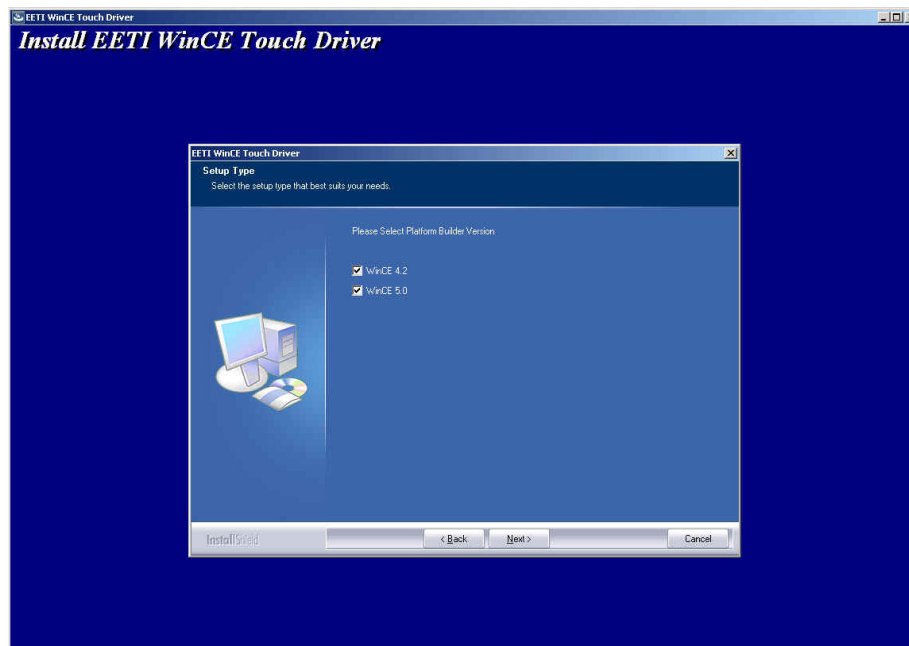 EETI WinCE Touch Driver
Install EETI WinCE Touch Driver
EETI WinCE Touch Driver
Setup Type
Select the setup type that best suits your needs.
Please Select Platform Builder Version
WinCE 4.2
WinCE 5.0
InstallShield
< Back
Next >
Cancel